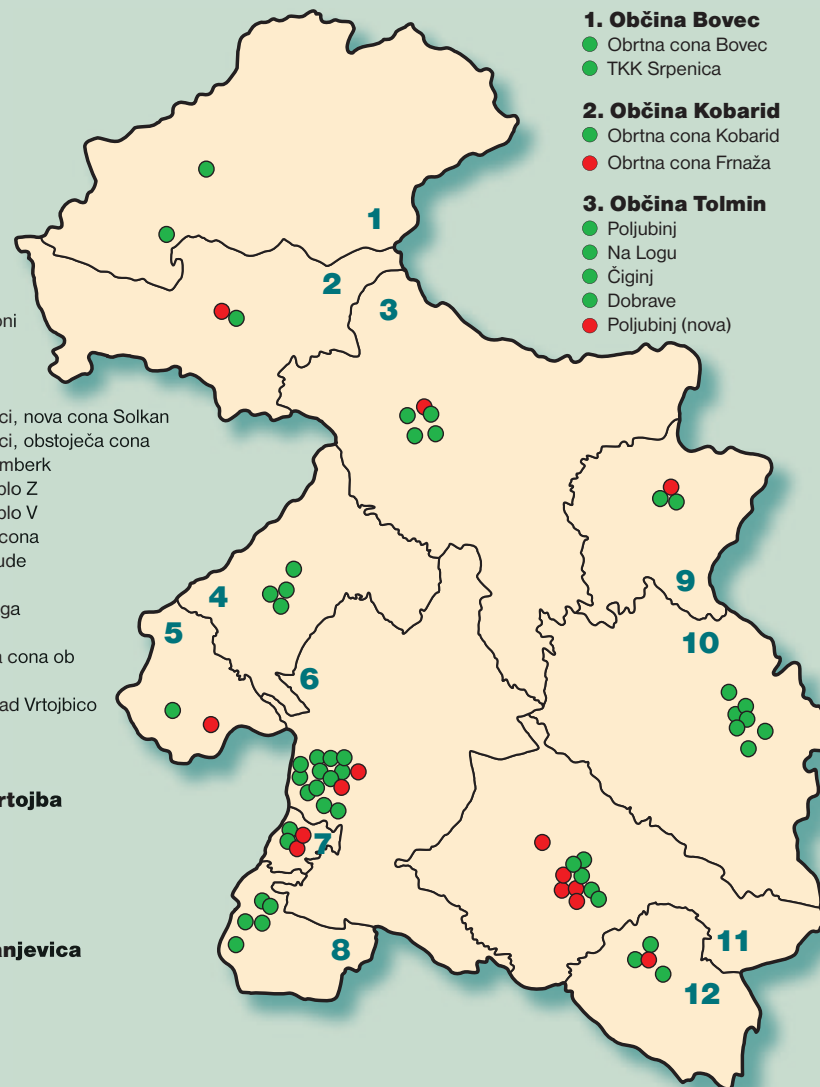 1. Občina Bovec
Obrtna cona Bovec
TKK Srpenica
2. Občina Kobarid
Obrtna cona Kobarid
Obrtna cona Frnaža
3. Občina Tolmin
Poljubinj
Na Logu
Čiginj
Dobrave
Poljubinj (nova)
oni
ci, nova cona Solkan
ci, obstoječa cona
mberk
olo Z
olo V
cona
ude
ga
a cona ob
ad Vrtojbico
rtojba
anjevica
1
2
3
4
5
6
7
8
9
10
11
12